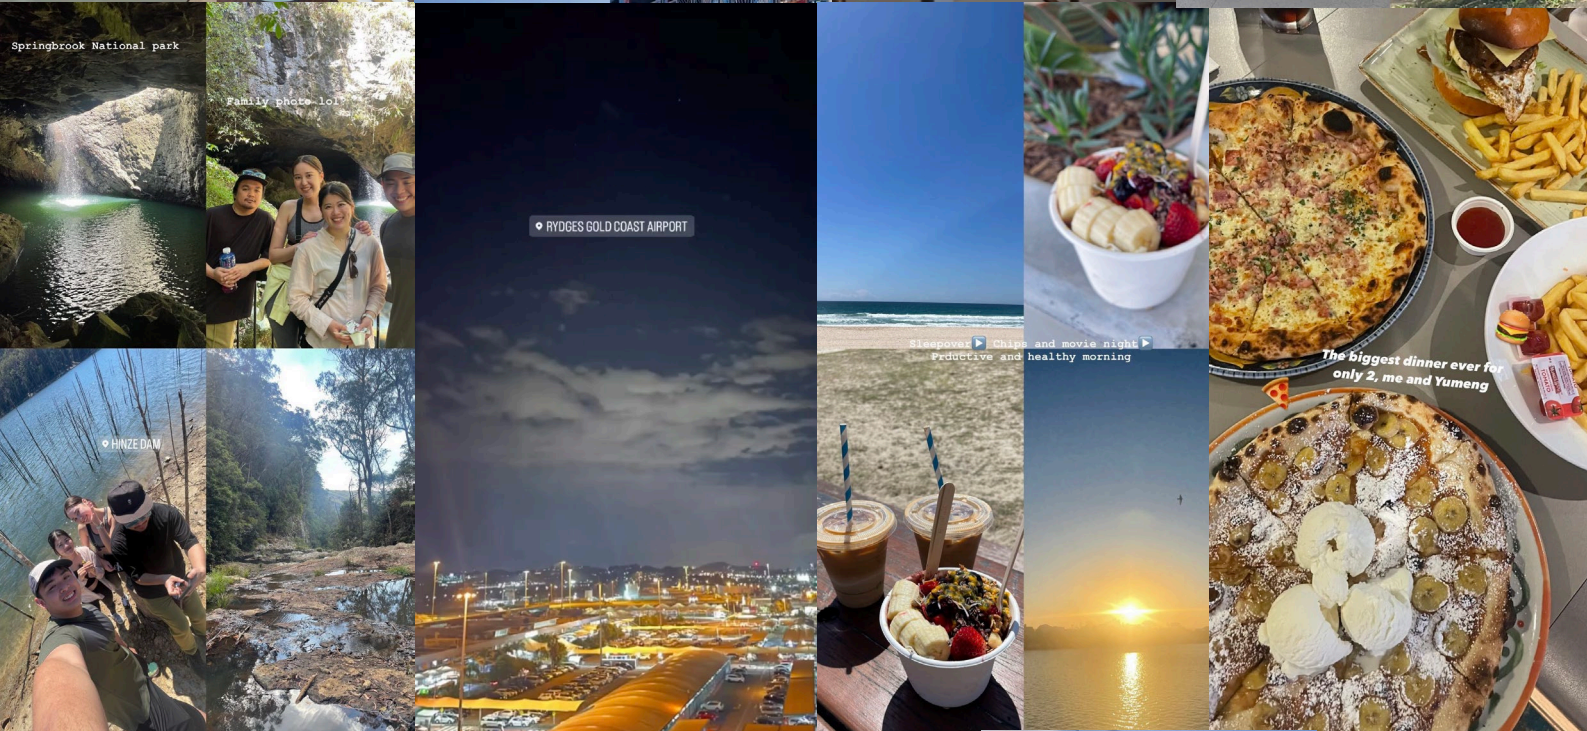 Springbrook National park
Family photo lol
HINZE DAM
RYDGES GOLD COAST AIRPORT
Sleepover▶️ Chips and movie night▶️
Prductive and healthy morning
The biggest dinner ever for
only 2, me and Yumeng
TOMATO